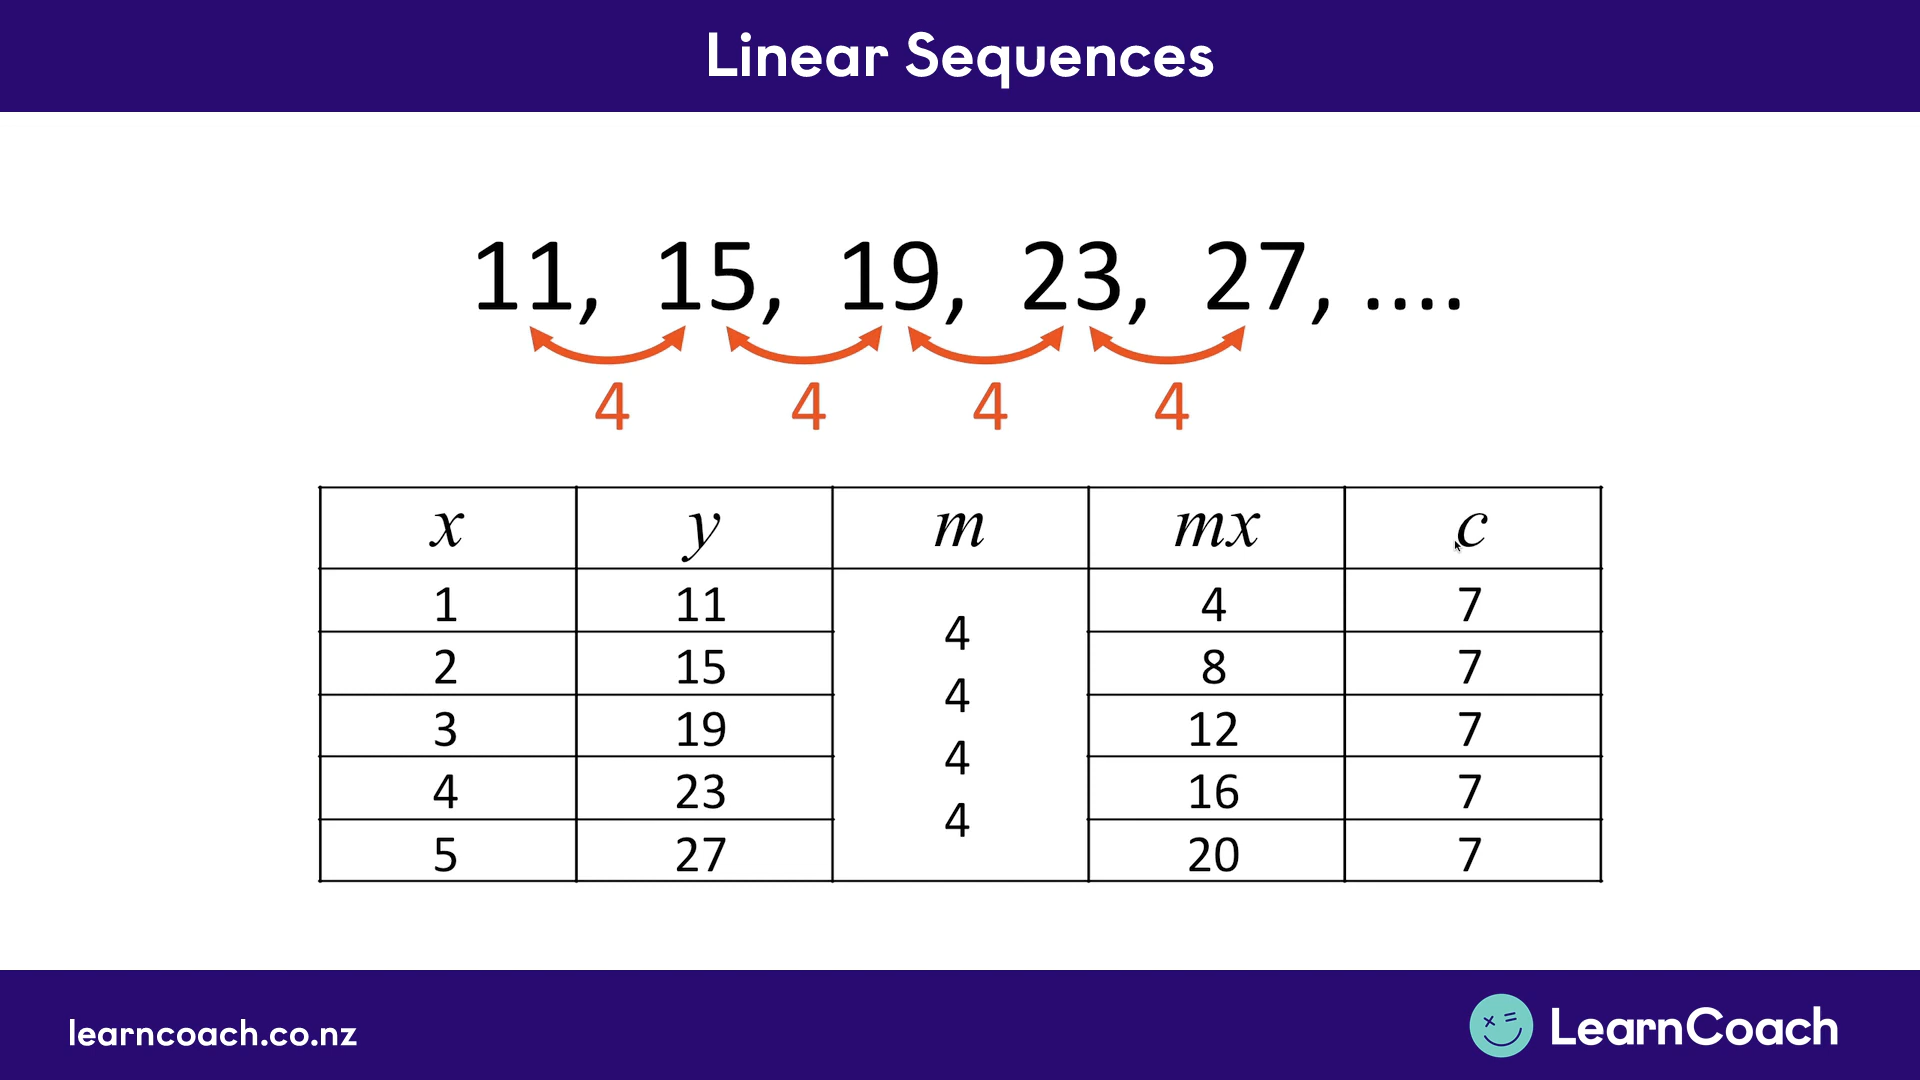 Linear Sequences
11, 15, 19, 23, 27, ....
4 4 4 4
x y m mx c
1 11 4 7
4
2 15 8 7
4
3 19 12 7
4
4 23 16 7
4
5 27 20 7
learncoach.co.nz
LearnCoach